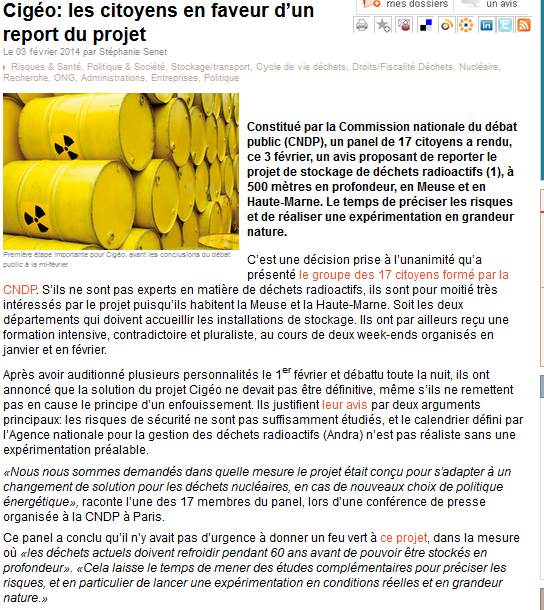 mes dossiers
un avis
Cigéo: les citoyens en faveur d’un
report du projet
Le 03 février 2014 par Stéphanie Senet
Risques & Santé, Politique & Société, Stockage/transport, Cycle de vie déchets, Droits/Fiscalité Déchets, Nucléaire,
Recherche, ONG, Administrations, Entreprises, Politique
Première étape importante pour Cigéo, avant les conclusions du débat
public à la mi-février
Constitué par la Commission nationale du débat
public (CNDP), un panel de 17 citoyens a rendu,
ce 3 février, un avis proposant de reporter le
projet de stockage de déchets radioactifs (1), à
500 mètres en profondeur, en Meuse et en
Haute-Marne. Le temps de préciser les risques
et de réaliser une expérimentation en grandeur
nature.
C’est une décision prise à l’unanimité qu’a
présenté le groupe des 17 citoyens formé par la
CNDP. S’ils ne sont pas experts en matière de déchets radioactifs, ils sont pour moitié très
intéressés par le projet puisqu’ils habitent la Meuse et la Haute-Marne. Soit les deux
départements qui doivent accueillir les installations de stockage. Ils ont par ailleurs reçu une
formation intensive, contradictoire et pluraliste, au cours de deux week-ends organisés en
janvier et en février.
Après avoir auditionné plusieurs personnalités le 1er février et débattu toute la nuit, ils ont
annoncé que la solution du projet Cigéo ne devait pas être définitive, même s’ils ne remettent
pas en cause le principe d’un enfouissement. Ils justifient leur avis par deux arguments
principaux: les risques de sécurité ne sont pas suffisamment étudiés, et le calendrier défini par
l’Agence nationale pour la gestion des déchets radioactifs (Andra) n’est pas réaliste sans une
expérimentation préalable.
«Nous nous sommes demandés dans quelle mesure le projet était conçu pour s’adapter à un
changement de solution pour les déchets nucléaires, en cas de nouveaux choix de politique
énergétique», raconte l’une des 17 membres du panel, lors d’une conférence de presse
organisée à la CNDP à Paris.
Ce panel a conclu qu’il n’y avait pas d’urgence à donner un feu vert à ce projet, dans la mesure
où «les déchets actuels doivent refroidir pendant 60 ans avant de pouvoir être stockés en
profondeur». «Cela laisse le temps de mener des études complémentaires pour préciser les
risques, et en particulier de lancer une expérimentation en conditions réelles et en grandeur
nature.»